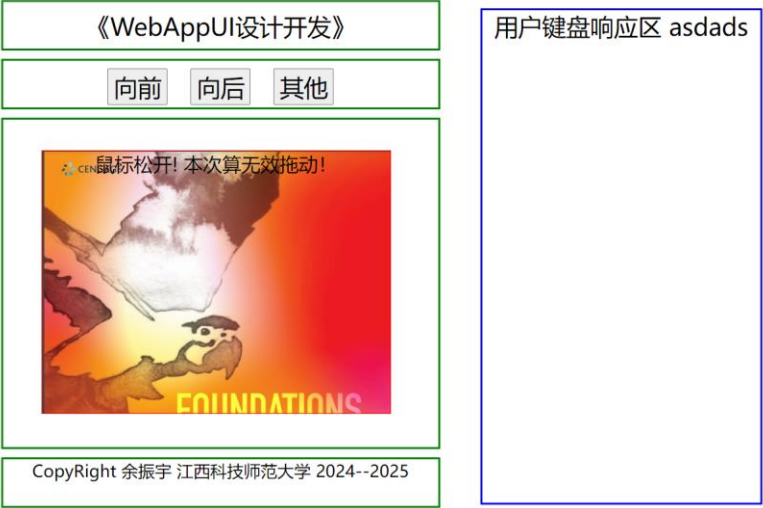 《WebAppUI设计开发》
向前 向后 其他
鼠标松开! 本次算无效拖动!
CENGAGE
FOUNDATIONS
CopyRight 余振宇 江西科技师范大学 2024--2025
用户键盘响应区 asdads